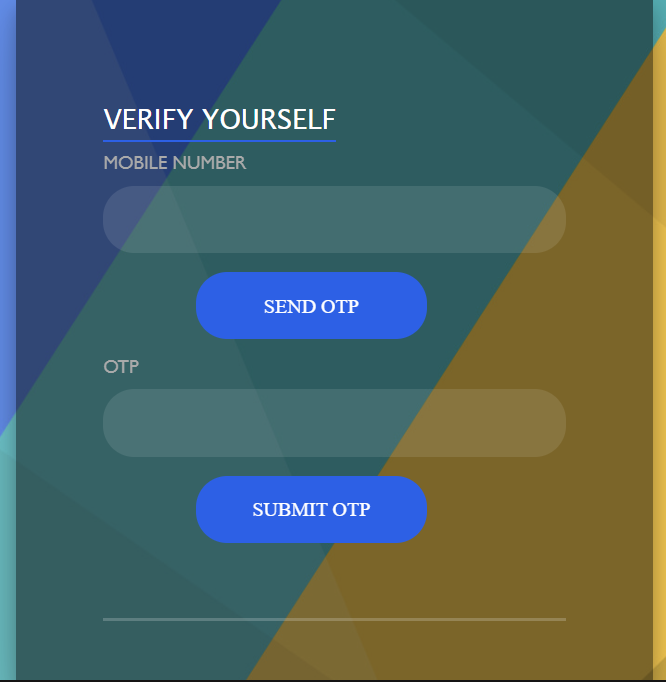 VERIFY YOURSELF
MOBILE NUMBER
SEND OTP
OTP
SUBMIT OTP